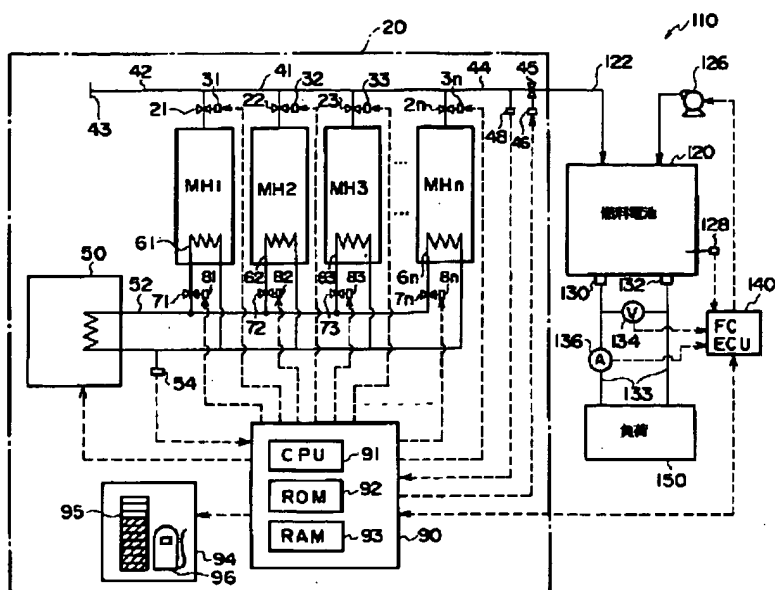 20
110
42
41
44
45
122
126
43
21
31
22
32
23
33
2n
3n
48
46
120
MH1
MH2
MH3
MHn
...
...
燃料電池
128
61
62
63
6n
50
52
71
81
72
82
73
83
7n
8n
130
132
140
V
134
FC
ECU
136
A
133
54
負荷
150
CPU
91
ROM
92
RAM
93
90
95
94
96